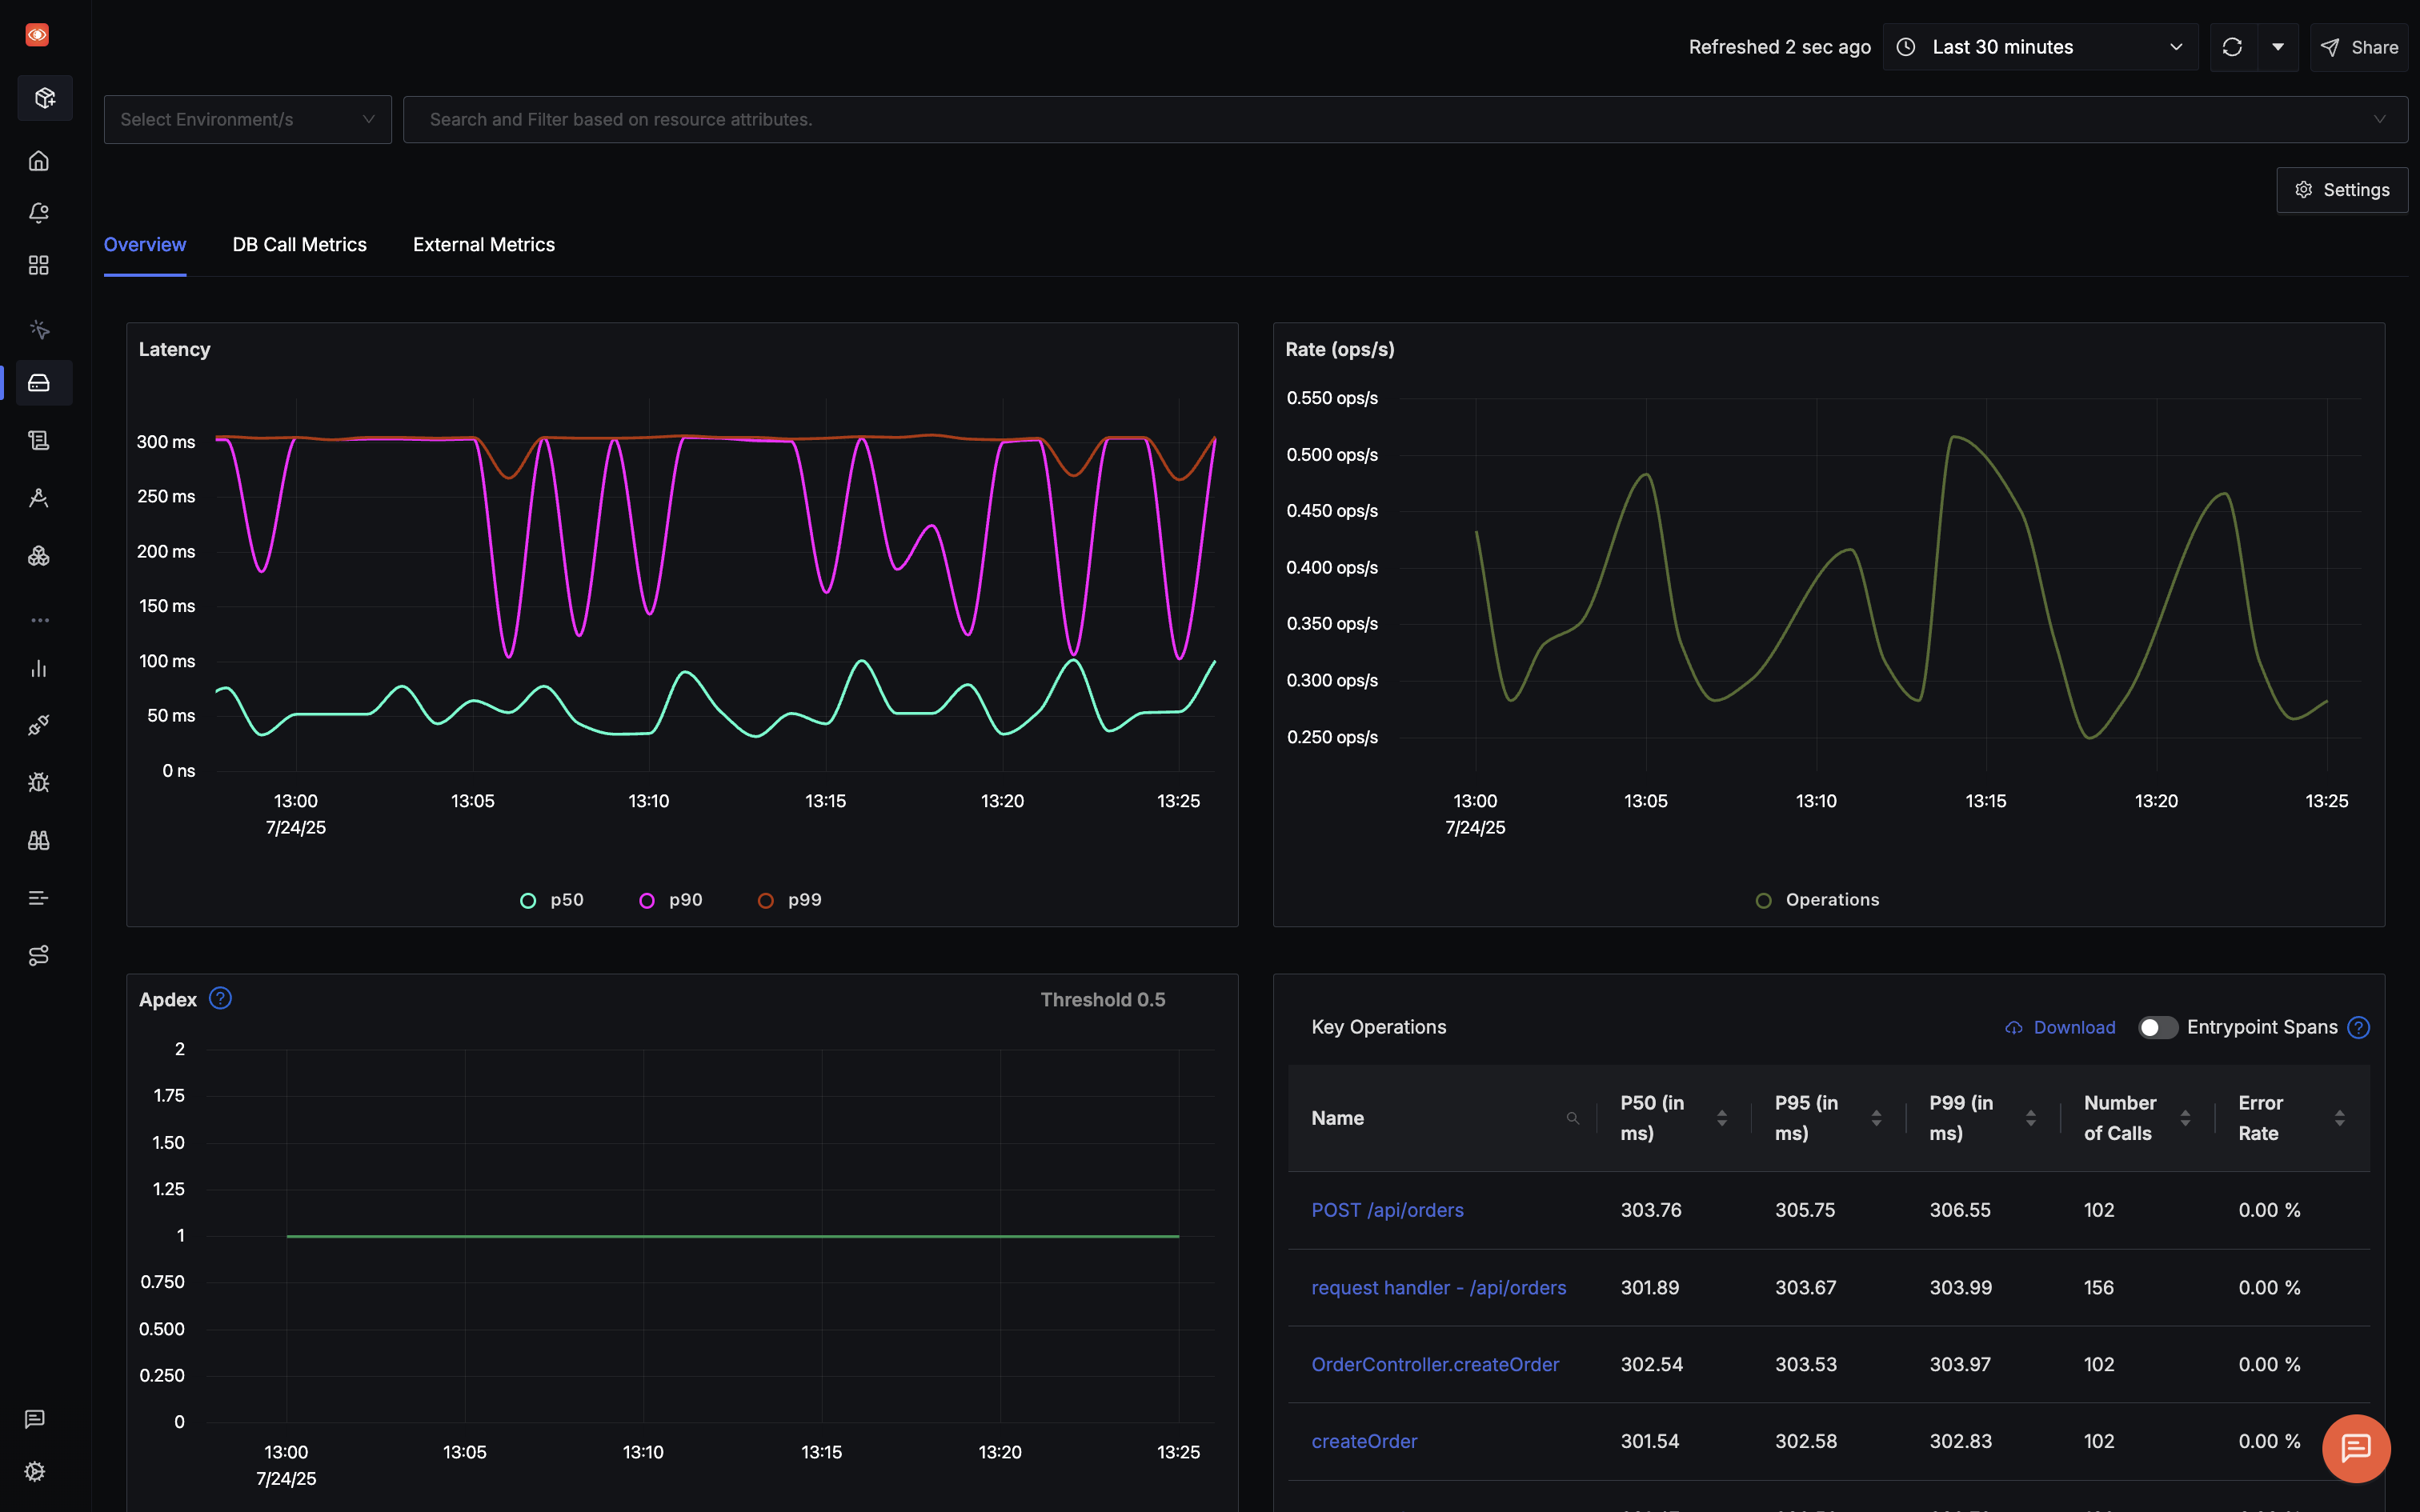 Refreshed 2 sec ago
Last 30 minutes
Share
Select Environment/s
Search and Filter based on resource attributes.
Settings
Overview
DB Call Metrics
External Metrics
Latency
300 ms
250 ms
200 ms
150 ms
100 ms
50 ms
0 ns
13:00
13:05
13:10
13:15
13:20
13:25
7/24/25
p50
p90
p99
Rate (ops/s)
0.550 ops/s
0.500 ops/s
0.450 ops/s
0.400 ops/s
0.350 ops/s
0.300 ops/s
0.250 ops/s
13:00
13:05
13:10
13:15
13:20
13:25
7/24/25
Operations
Apdex
Threshold 0.5
2
1.75
1.50
1.25
1
0.750
0.500
0.250
0
13:00
13:05
13:10
13:15
13:20
13:25
7/24/25
Key Operations
Download
Entrypoint Spans
Name
P50 (in
ms)
P95 (in
ms)
P99 (in
ms)
Number
of Calls
Error
Rate
POST /api/orders 303.76 305.75 306.55 102 0.00 %
request handler - /api/orders 301.89 303.67 303.99 156 0.00 %
OrderController.createOrder 302.54 303.53 303.97 102 0.00 %
createOrder 301.54 302.58 302.83 102 0.00 %